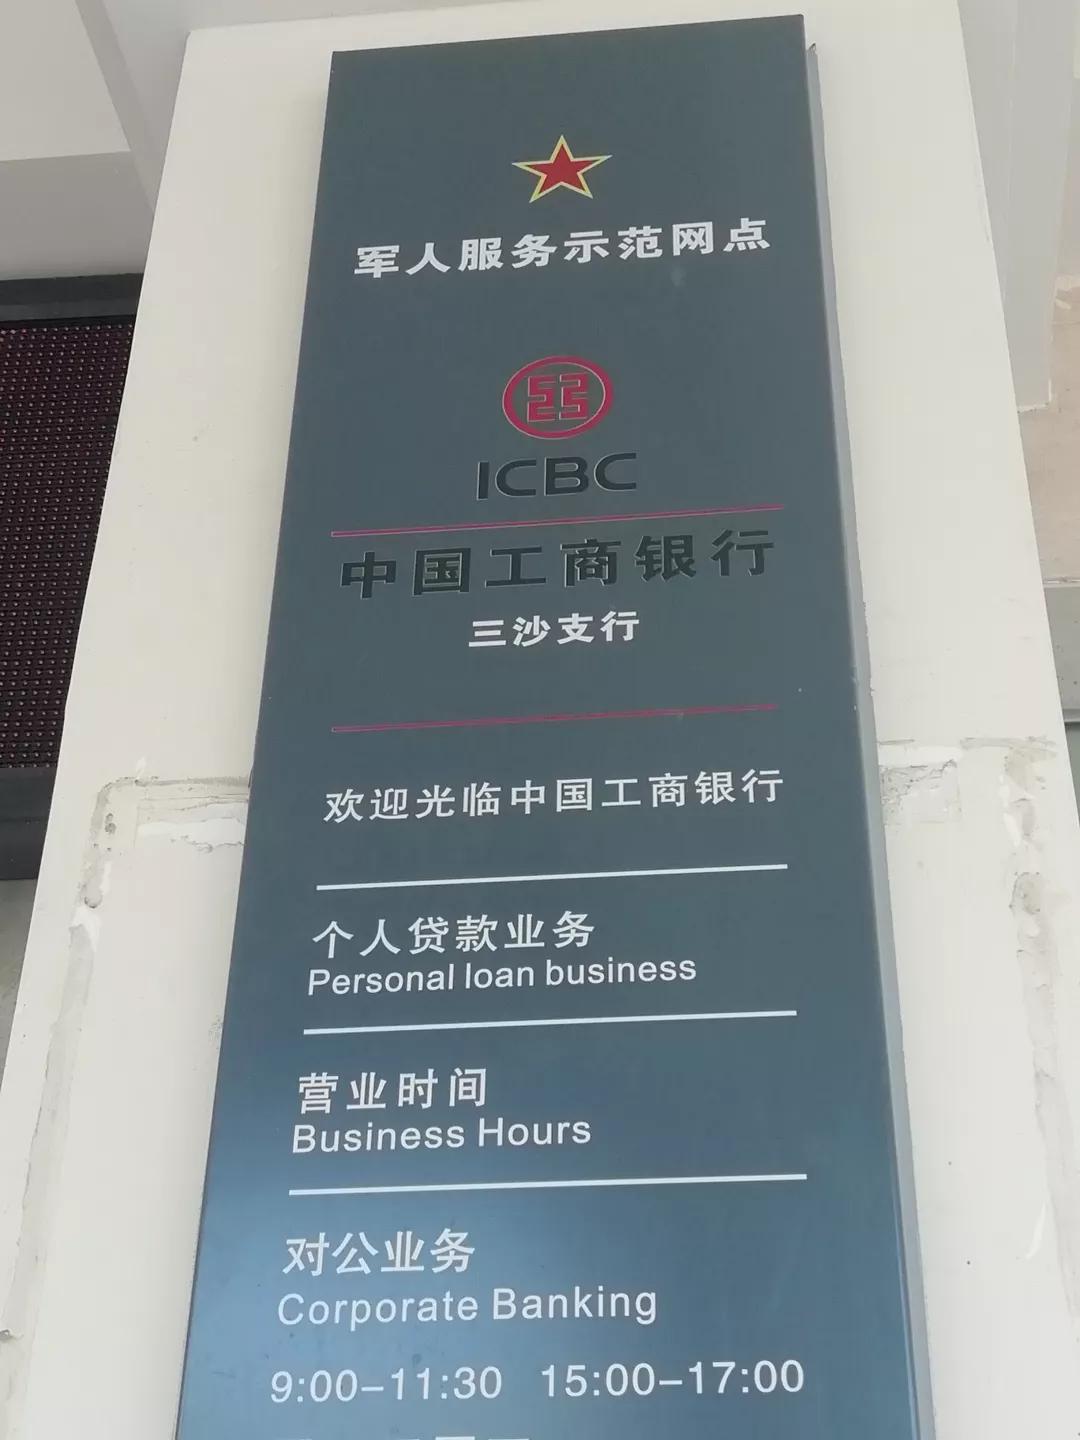 军人服务示范网点
ICBC
中国工商银行
三沙支行
欢迎光临中国工商银行
个人贷款业务
Personal loan business
营业时间
Business Hours
对公业务
Corporate Banking
9:00-11:30 15:00-17:00